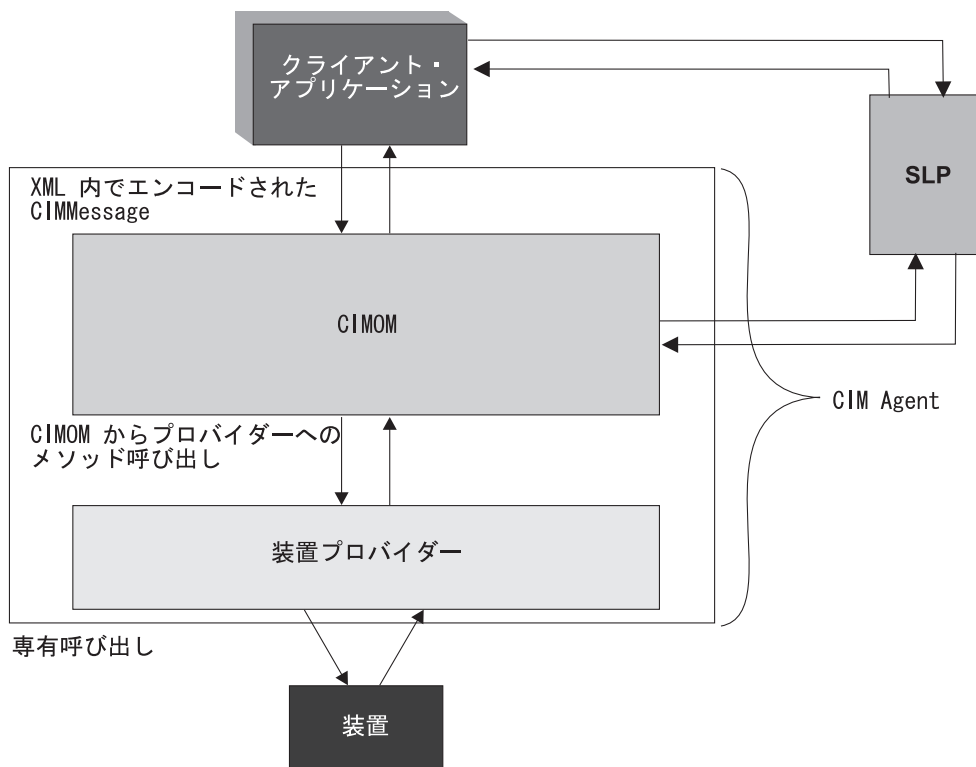 クライアント・
アプリケーション
SLP
XML 内でエンコードされた
CIMMessage
CIMOM
CIM Agent
CIMOM からプロバイダーへの
メソッド呼び出し
装置プロバイダー
専有呼び出し
装置